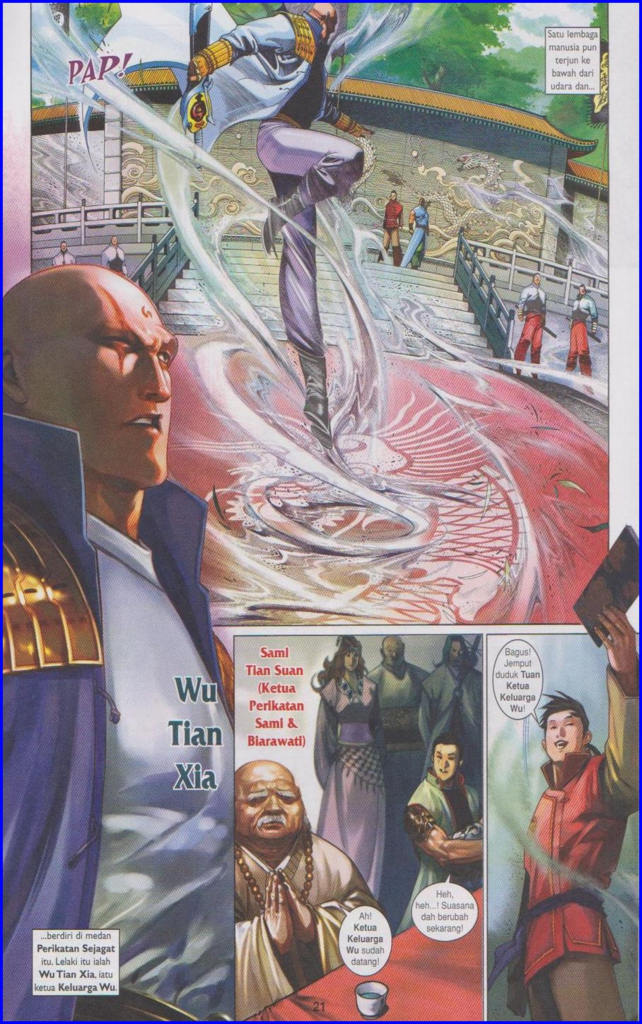 PAP!
Satu lembaga
manusia pun
terjun ke
bawah dari
udara dan...
Wu
Tian
Xia
...berdiri di medan
Perikatan Sejagat
itu. Lelaki itu ialah
Wu Tian Xia, iatu
ketua Keluarga Wu.
Sami
Tian Suan
(Ketua
Perikatan
Sami &
Biarawati)
Ah!
Ketua
Keluarga
Wu sudah
datang!
Heh,
heh...! Suasana
dah berubah
sekarang!
Bagus!
Jemput
duduk Tuan
Ketua
Keluarga
Wu!
21